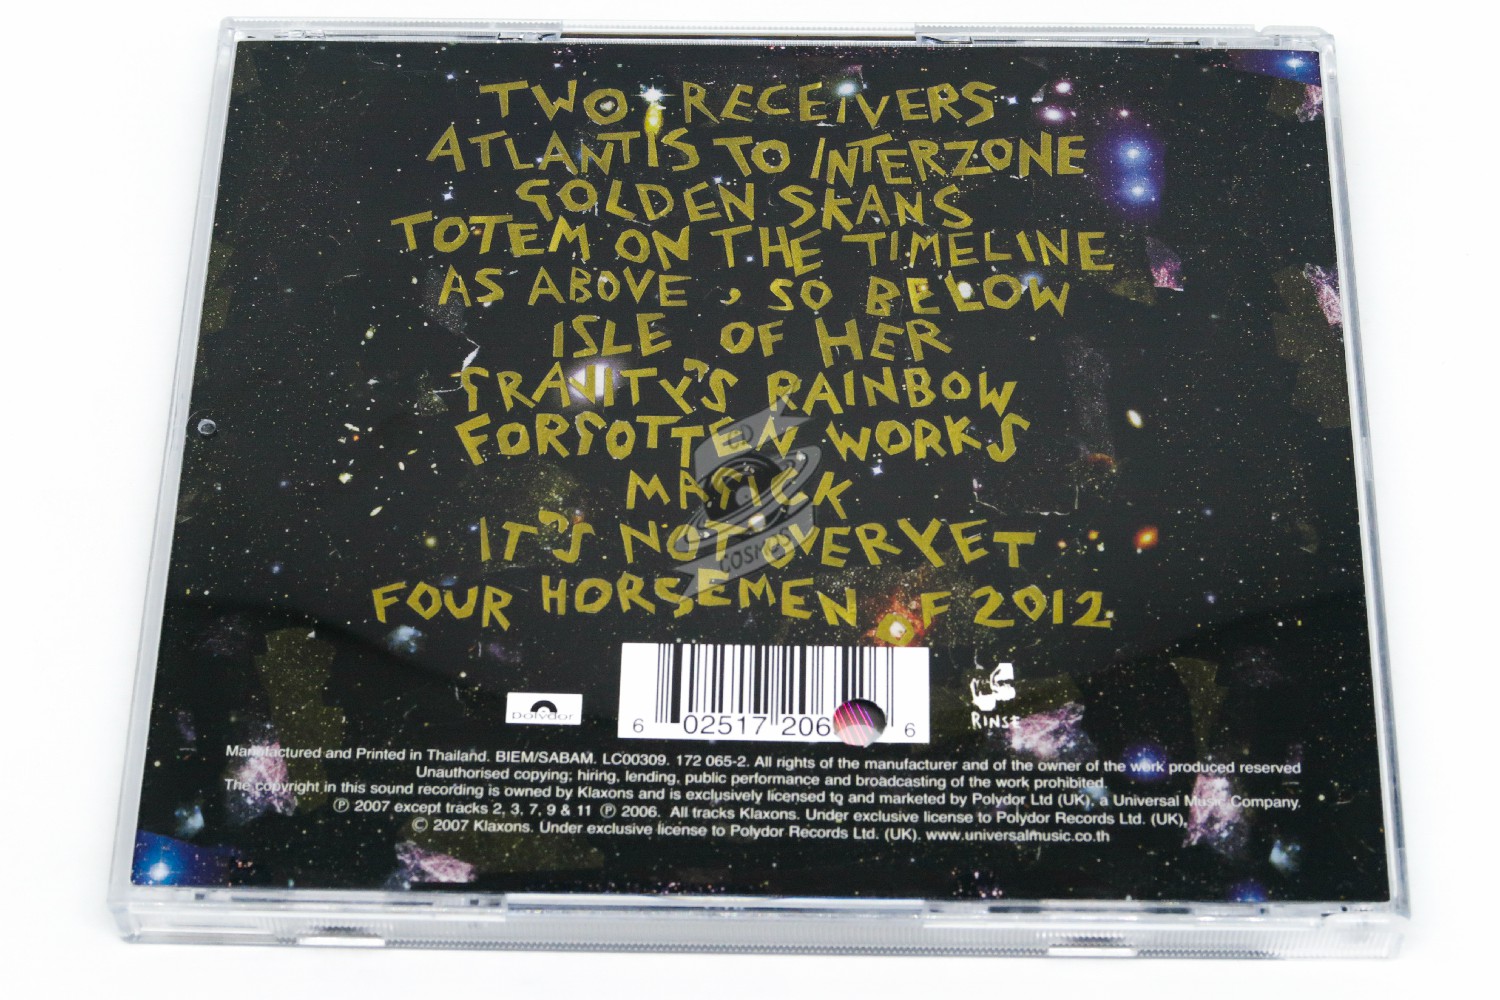 TWO RECEIVERS
ATLANTIS TO INTERZONE
GOLDEN SKANS
TOTEM ON THE TIMELINE
AS ABOVE, SO BELOW
ISLE OF HER
GRAVITY'S RAINBOW
FORGOTTEN WORKS
MAGICK
IT'S NOT OVER YET
FOUR HORSEMEN OF 2012
CD
COSMOS
polydor
6 02517 206 6
RINSE
Manufactured and Printed in Thailand. BIEM/SABAM. LC00309. 172 065-2. All rights of the manufacturer and of the owner of the work produced reserved
Unauthorised copying; hiring, lending, public performance and broadcasting of the work prohibited.
The copyright in this sound recording is owned by Klaxons and is exclusively licensed to and marketed by Polydor Ltd (UK), a Universal Music Company.
℗ 2007 except tracks 2, 3, 7, 9 & 11 ℗ 2006. All tracks Klaxons. Under exclusive license to Polydor Records Ltd. (UK),
© 2007 Klaxons. Under exclusive license to Polydor Records Ltd. (UK). www.universalmusic.co.th